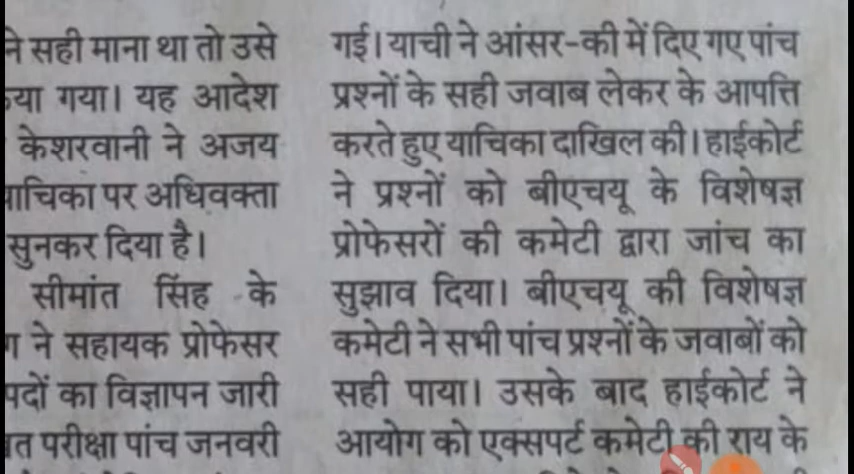 ने सही माना था तो उसे
गया। यह आदेश
केशरवानी ने अजय
याचिका पर अधिवक्ता
सुनकर दिया है।
सीमांत सिंह के
ने सहायक प्रोफेसर
पदों का विज्ञापन जारी
परीक्षा पांच जनवरी
गई। याची ने आंसर-की में दिए गए पांच
प्रश्नों के सही जवाब लेकर के आपत्ति
करते हुए याचिका दाखिल की। हाईकोर्ट
ने प्रश्नों को बीएचयू के विशेषज्ञ
प्रोफेसरों की कमेटी द्वारा जांच का
सुझाव दिया। बीएचयू की विशेषज्ञ
कमेटी ने सभी पांच प्रश्नों के जवाबों को
सही पाया। उसके बाद हाईकोर्ट ने
आयोग को एक्सपर्ट कमेटी की राय के